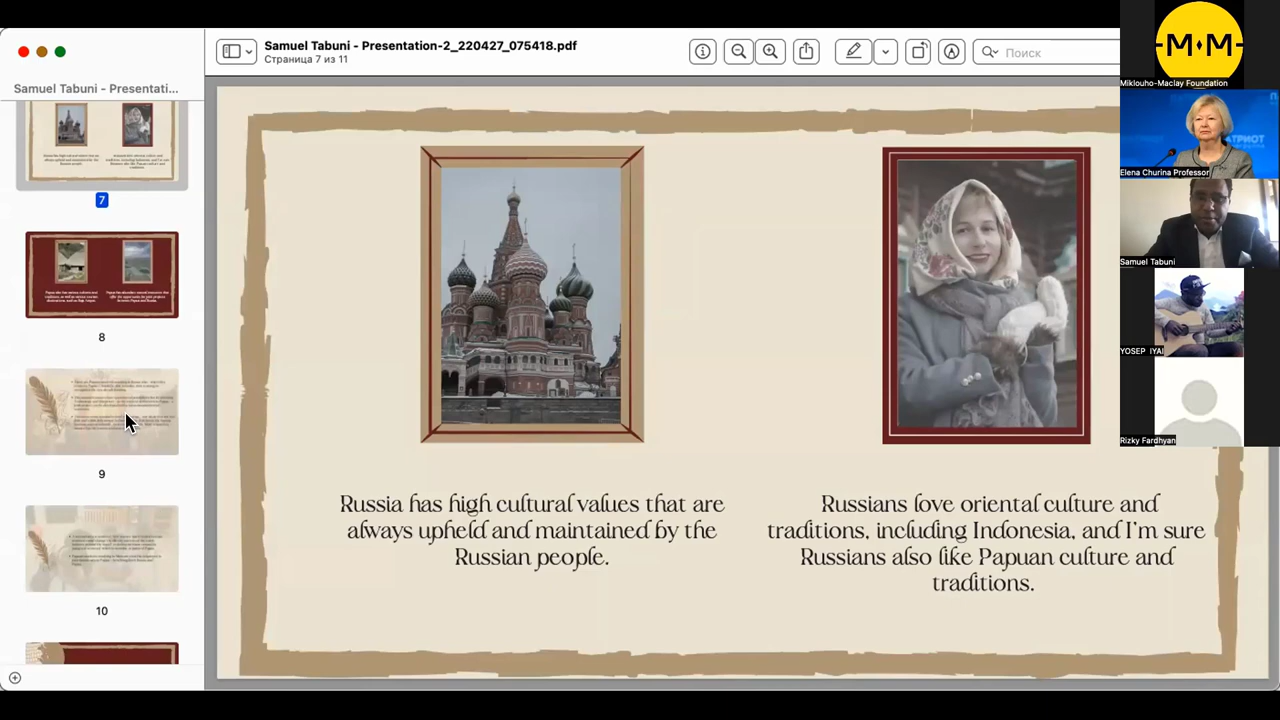 Samuel Tabuni - Presentation-2_220427_075418.pdf
Страница 7 из 11
Поиск
Samuel Tabuni - Presentati...
7
8
9
10
Russia has high cultural values that are
always upheld and maintained by the
Russian people.
Russians love oriental culture and
traditions, including Indonesia, and I'm sure
Russians also like Papuan culture and
traditions.
M M
Miklouho-Maclay Foundation
Elena Churina Professor
Samuel Tabuni
YOSEP IYAI
Rizky Fardhyan